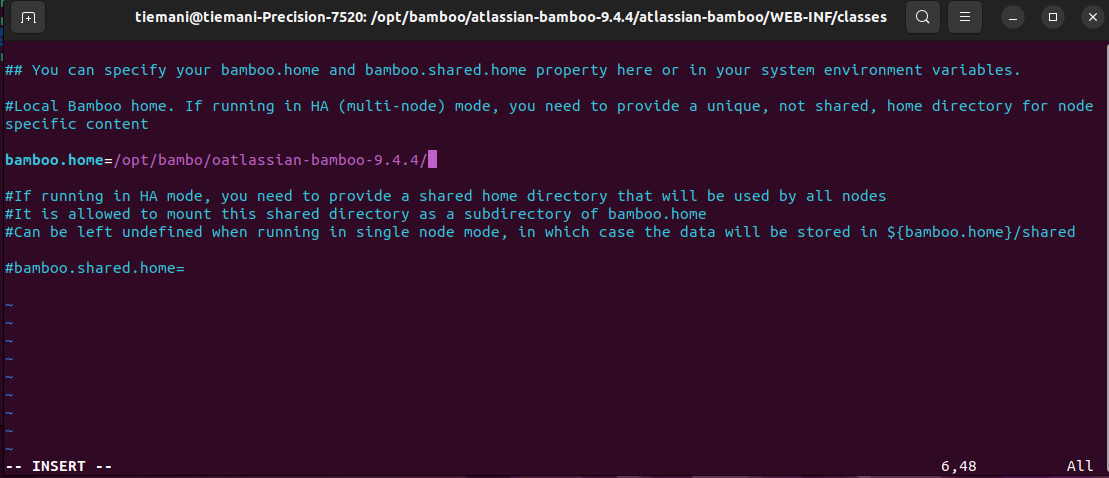 tiemani@tiemani-Precision-7520: /opt/bamboo/atlassian-bamboo-9.4.4/atlassian-bamboo/WEB-INF/classes
## You can specify your bamboo.home and bamboo.shared.home property here or in your system environment variables.
#Local Bamboo home. If running in HA (multi-node) mode, you need to provide a unique, not shared, home directory for node
specific content
bamboo.home=/opt/bambo/oatlassian-bamboo-9.4.4/
#If running in HA mode, you need to provide a shared home directory that will be used by all nodes
#It is allowed to mount this shared directory as a subdirectory of bamboo.home
#Can be left undefined when running in single node mode, in which case the data will be stored in ${bamboo.home}/shared
#bamboo.shared.home=
~
~
~
~
~
~
~
~
~
-- INSERT -- 6,48 All